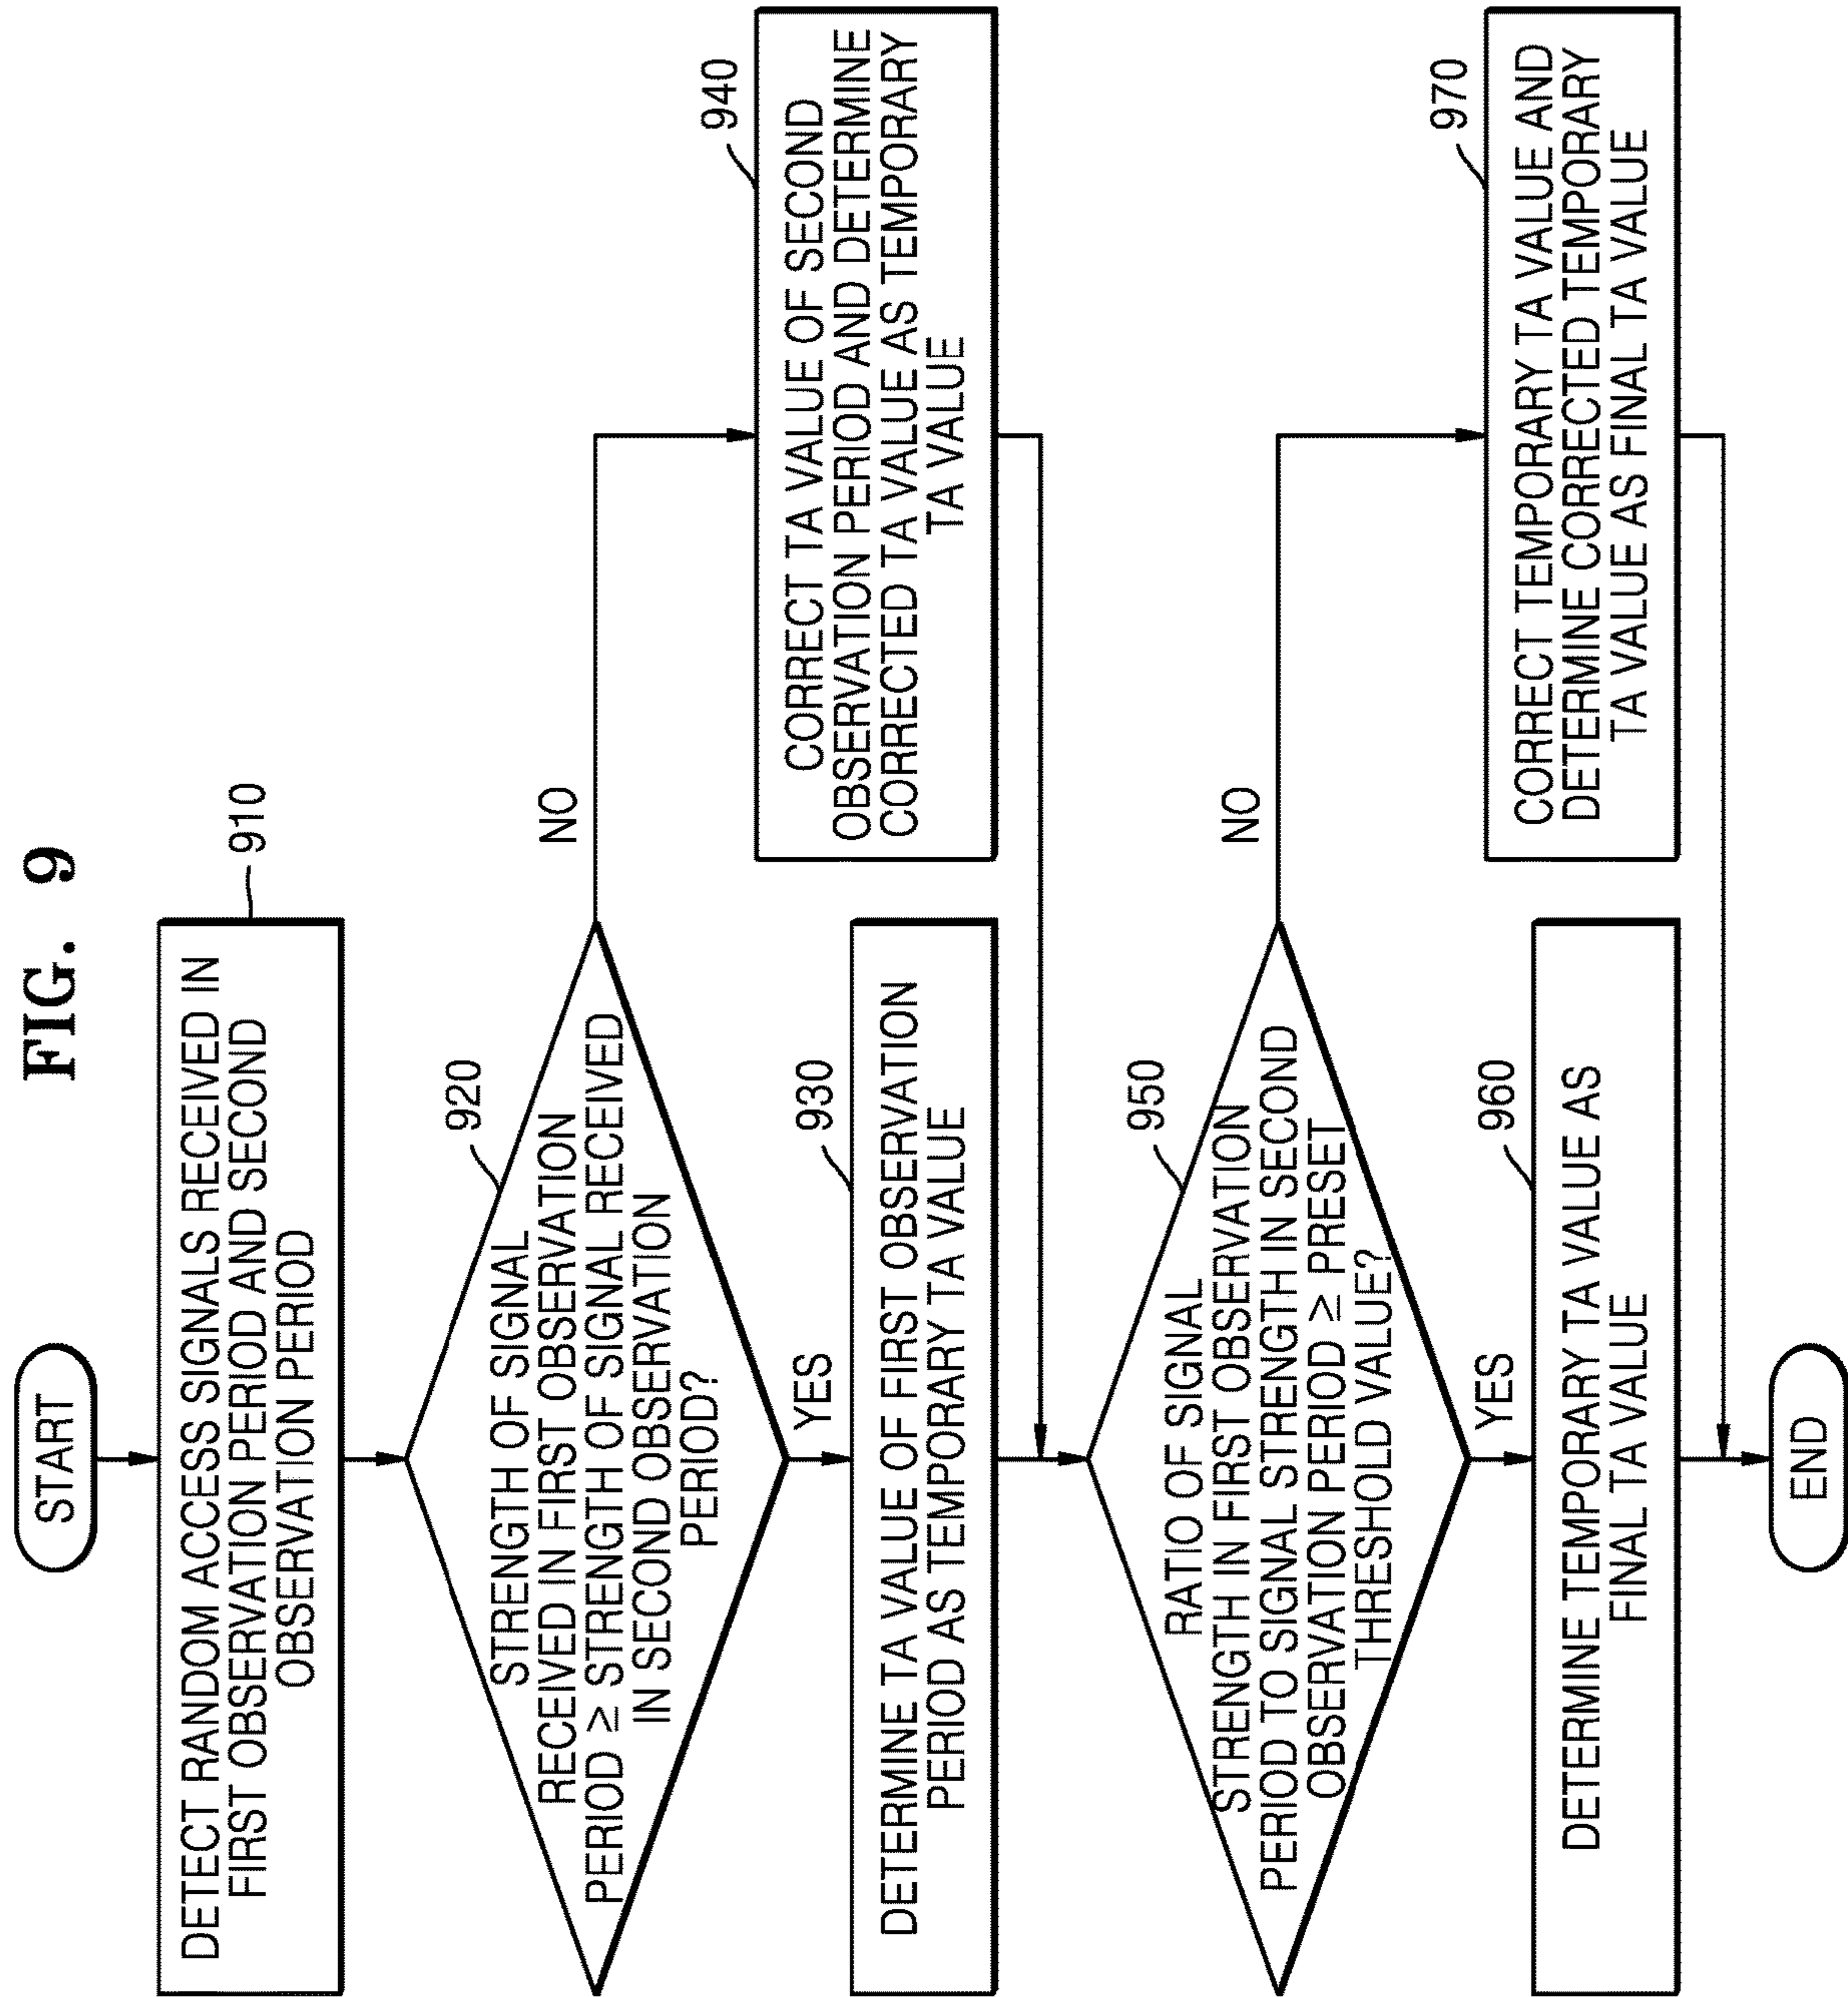 FIG. 9
START
910
DETECT RANDOM ACCESS SIGNALS RECEIVED IN
FIRST OBSERVATION PERIOD AND SECOND
OBSERVATION PERIOD
920
STRENGTH OF SIGNAL
RECEIVED IN FIRST OBSERVATION
PERIOD ≥ STRENGTH OF SIGNAL RECEIVED
IN SECOND OBSERVATION
PERIOD?
NO
YES
930
DETERMINE TA VALUE OF FIRST OBSERVATION
PERIOD AS TEMPORARY TA VALUE
940
CORRECT TA VALUE OF SECOND
OBSERVATION PERIOD AND DETERMINE
CORRECTED TA VALUE AS TEMPORARY
TA VALUE
950
RATIO OF SIGNAL
STRENGTH IN FIRST OBSERVATION
PERIOD TO SIGNAL STRENGTH IN SECOND
OBSERVATION PERIOD ≥ PRESET
THRESHOLD VALUE?
NO
YES
960
DETERMINE TEMPORARY TA VALUE AS
FINAL TA VALUE
970
CORRECT TEMPORARY TA VALUE AND
DETERMINE CORRECTED TEMPORARY
TA VALUE AS FINAL TA VALUE
END